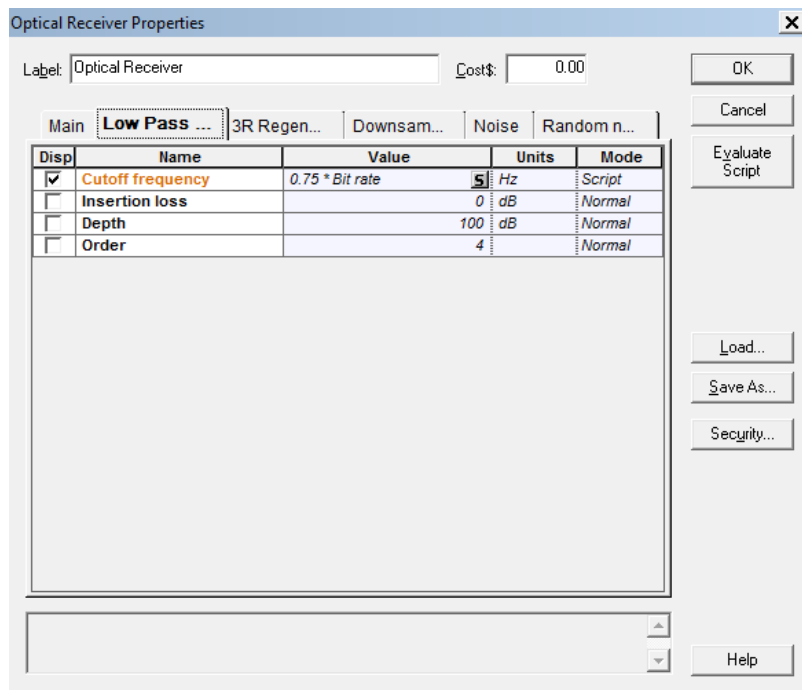 Optical Receiver Properties
Label: Optical Receiver Cost$: 0.00 OK
Cancel
Main Low Pass ... 3R Regen... Downsam... Noise Random n...
Evaluate Script
Disp Name Value Units Mode
Cutoff frequency 0.75 * Bit rate S Hz Script
Insertion loss 0 dB Normal
Depth 100 dB Normal
Order 4 Normal
Load...
Save As...
Security...
Help